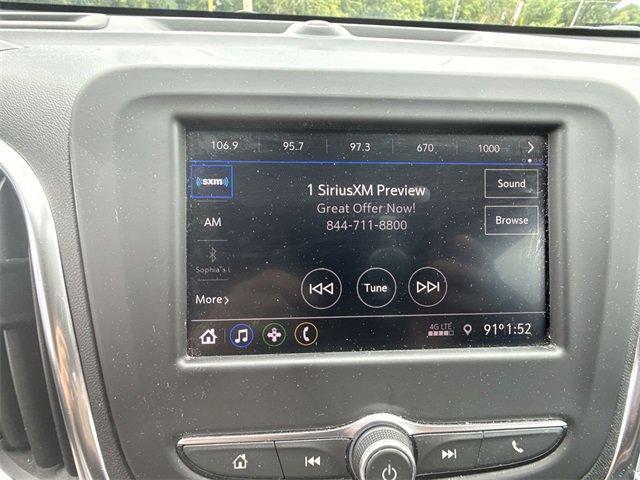 106.9 95.7 97.3 670 1000
sxm
1 SiriusXM Preview
Sound
Great Offer Now!
AM
844-711-8800
Browse
Sophia's
Tune
More
4G LTE 91° 1:52